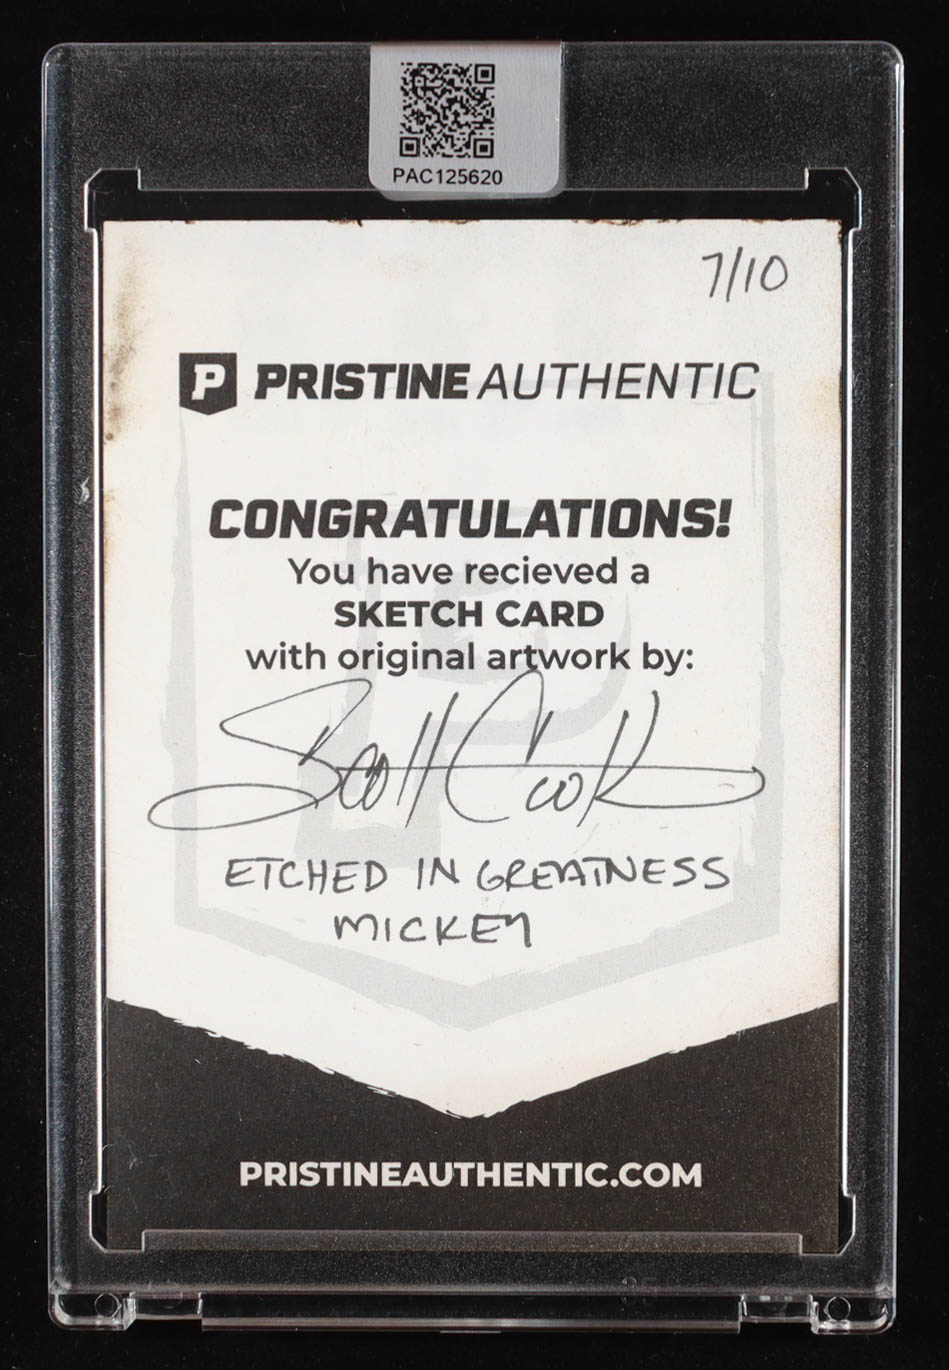 PAC125620
7/10
P PRISTINE AUTHENTIC
CONGRATULATIONS!
You have recieved a
SKETCH CARD
with original artwork by:
Scott Cook
ETCHED IN GREATNESS
MICKEY
PRISTINEAUTHENTIC.COM